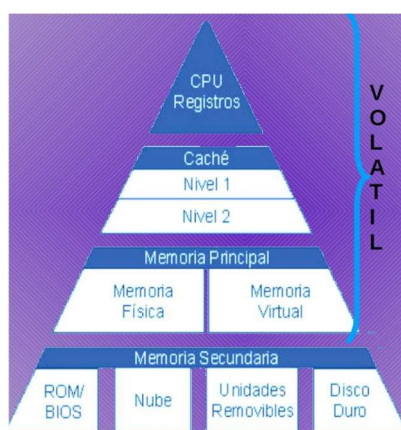 CPU
Registros
Caché
Nivel 1
Nivel 2
Memoria Principal
Memoria
Física
Memoria
Virtual
Memoria Secundaria
ROM/
BIOS
Nube
Unidades
Removibles
Disco
Duro
VOLATIL